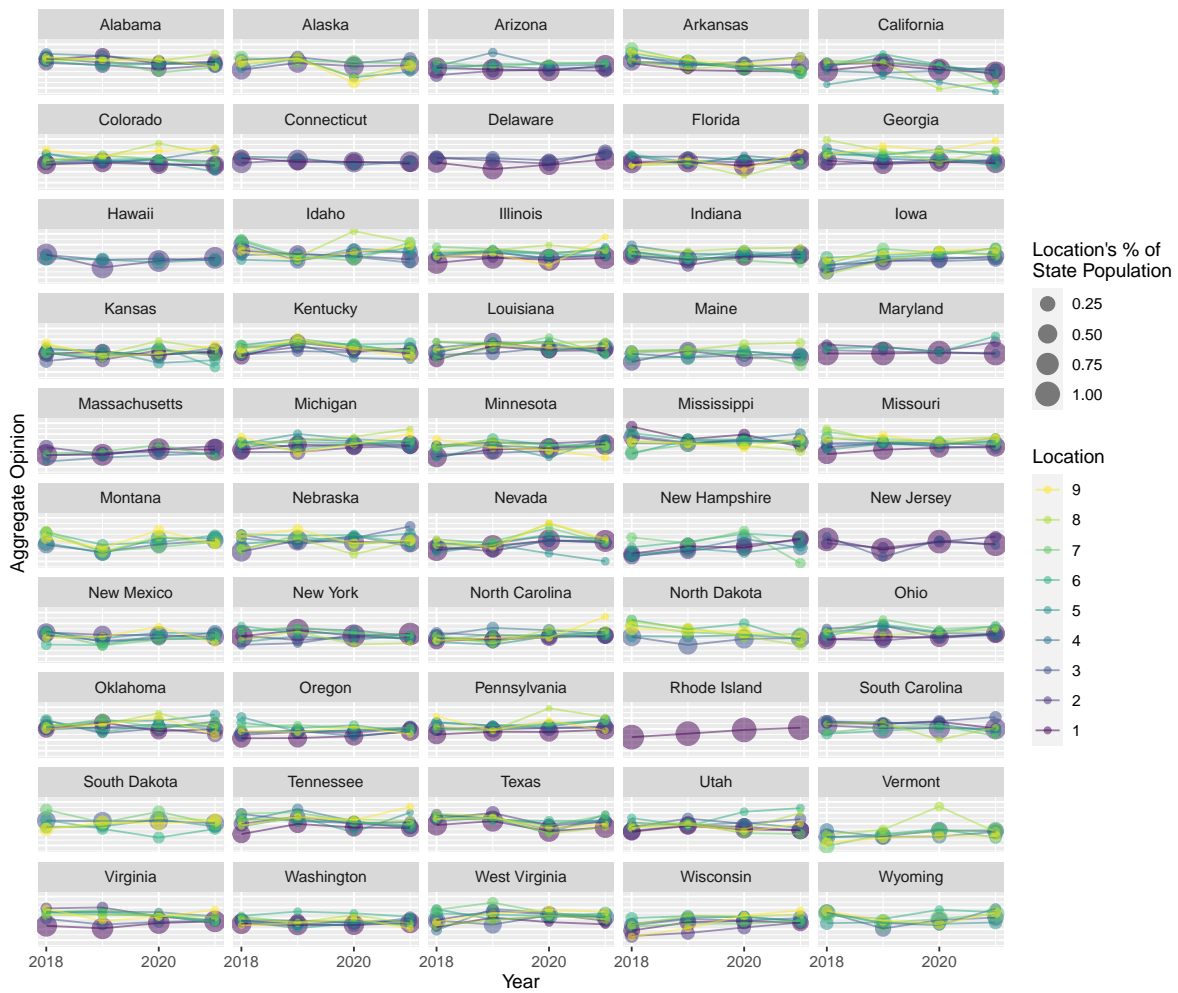 Alabama Alaska Arizona Arkansas California
Colorado Connecticut Delaware Florida Georgia
Hawaii Idaho Illinois Indiana Iowa
Kansas Kentucky Louisiana Maine Maryland
Massachusetts Michigan Minnesota Mississippi Missouri
Montana Nebraska Nevada New Hampshire New Jersey
New Mexico New York North Carolina North Dakota Ohio
Oklahoma Oregon Pennsylvania Rhode Island South Carolina
South Dakota Tennessee Texas Utah Vermont
Virginia Washington West Virginia Wisconsin Wyoming
2018 2020 2018 2020 2018 2020 2018 2020 2018 2020
Year
Aggregate Opinion
Location's % of
State Population
0.25
0.50
0.75
1.00
Location
9
8
7
6
5
4
3
2
1